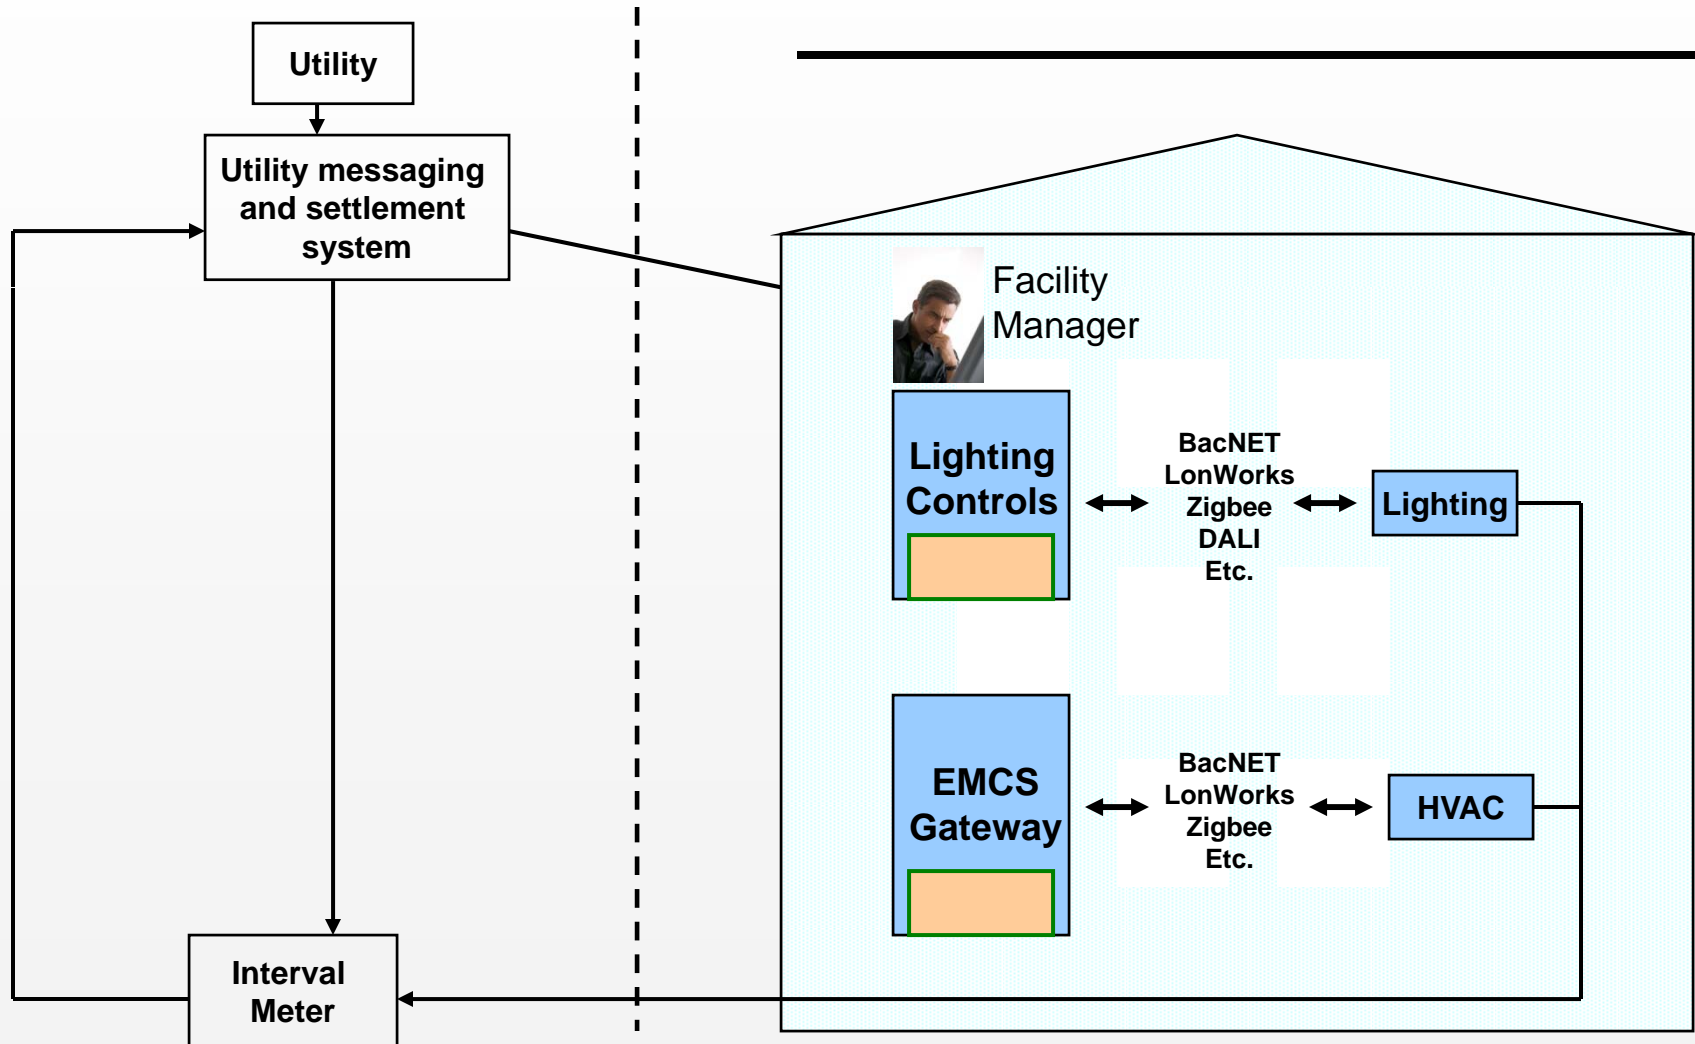 Utility
Utility messaging
and settlement
system
Facility
Manager
Lighting
Controls
BacNET
LonWorks
Zigbee
DALI
Etc.
Lighting
EMCS
Gateway
BacNET
LonWorks
Zigbee
Etc.
HVAC
Interval
Meter